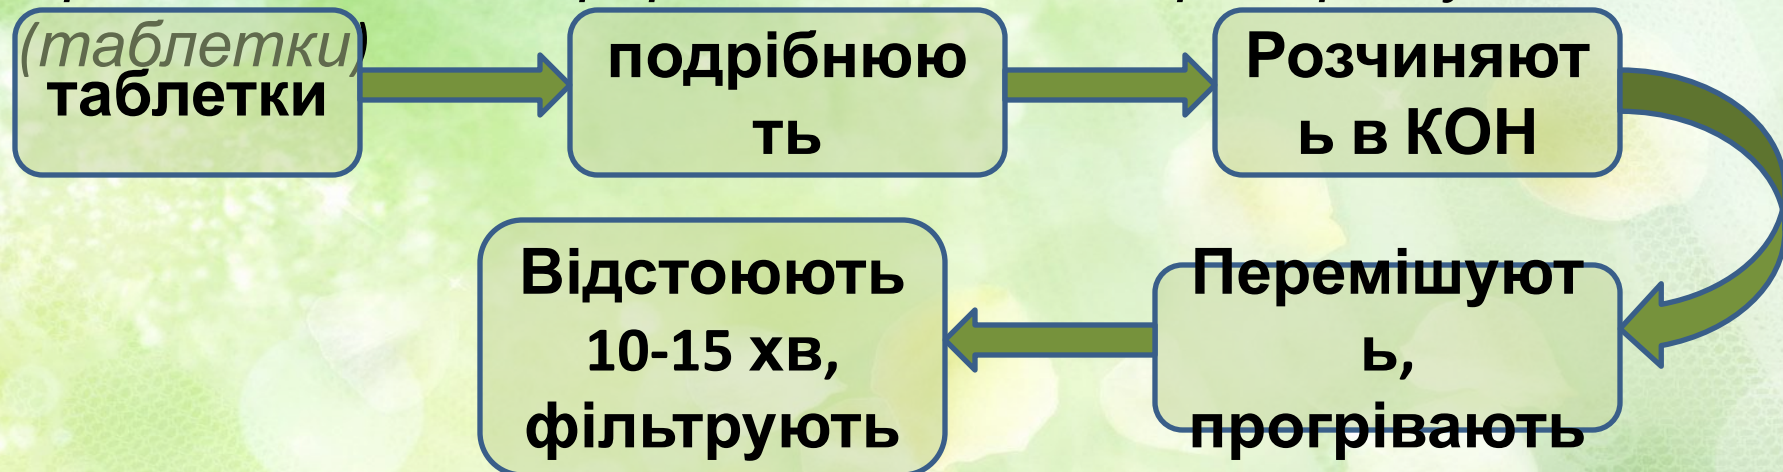 (таблетки)
таблетки
подрібнюю
ть
Розчиняют
ь в КОН
Перемішуют
ь,
прогрівають
Відстоюють
10-15 хв,
фільтрують